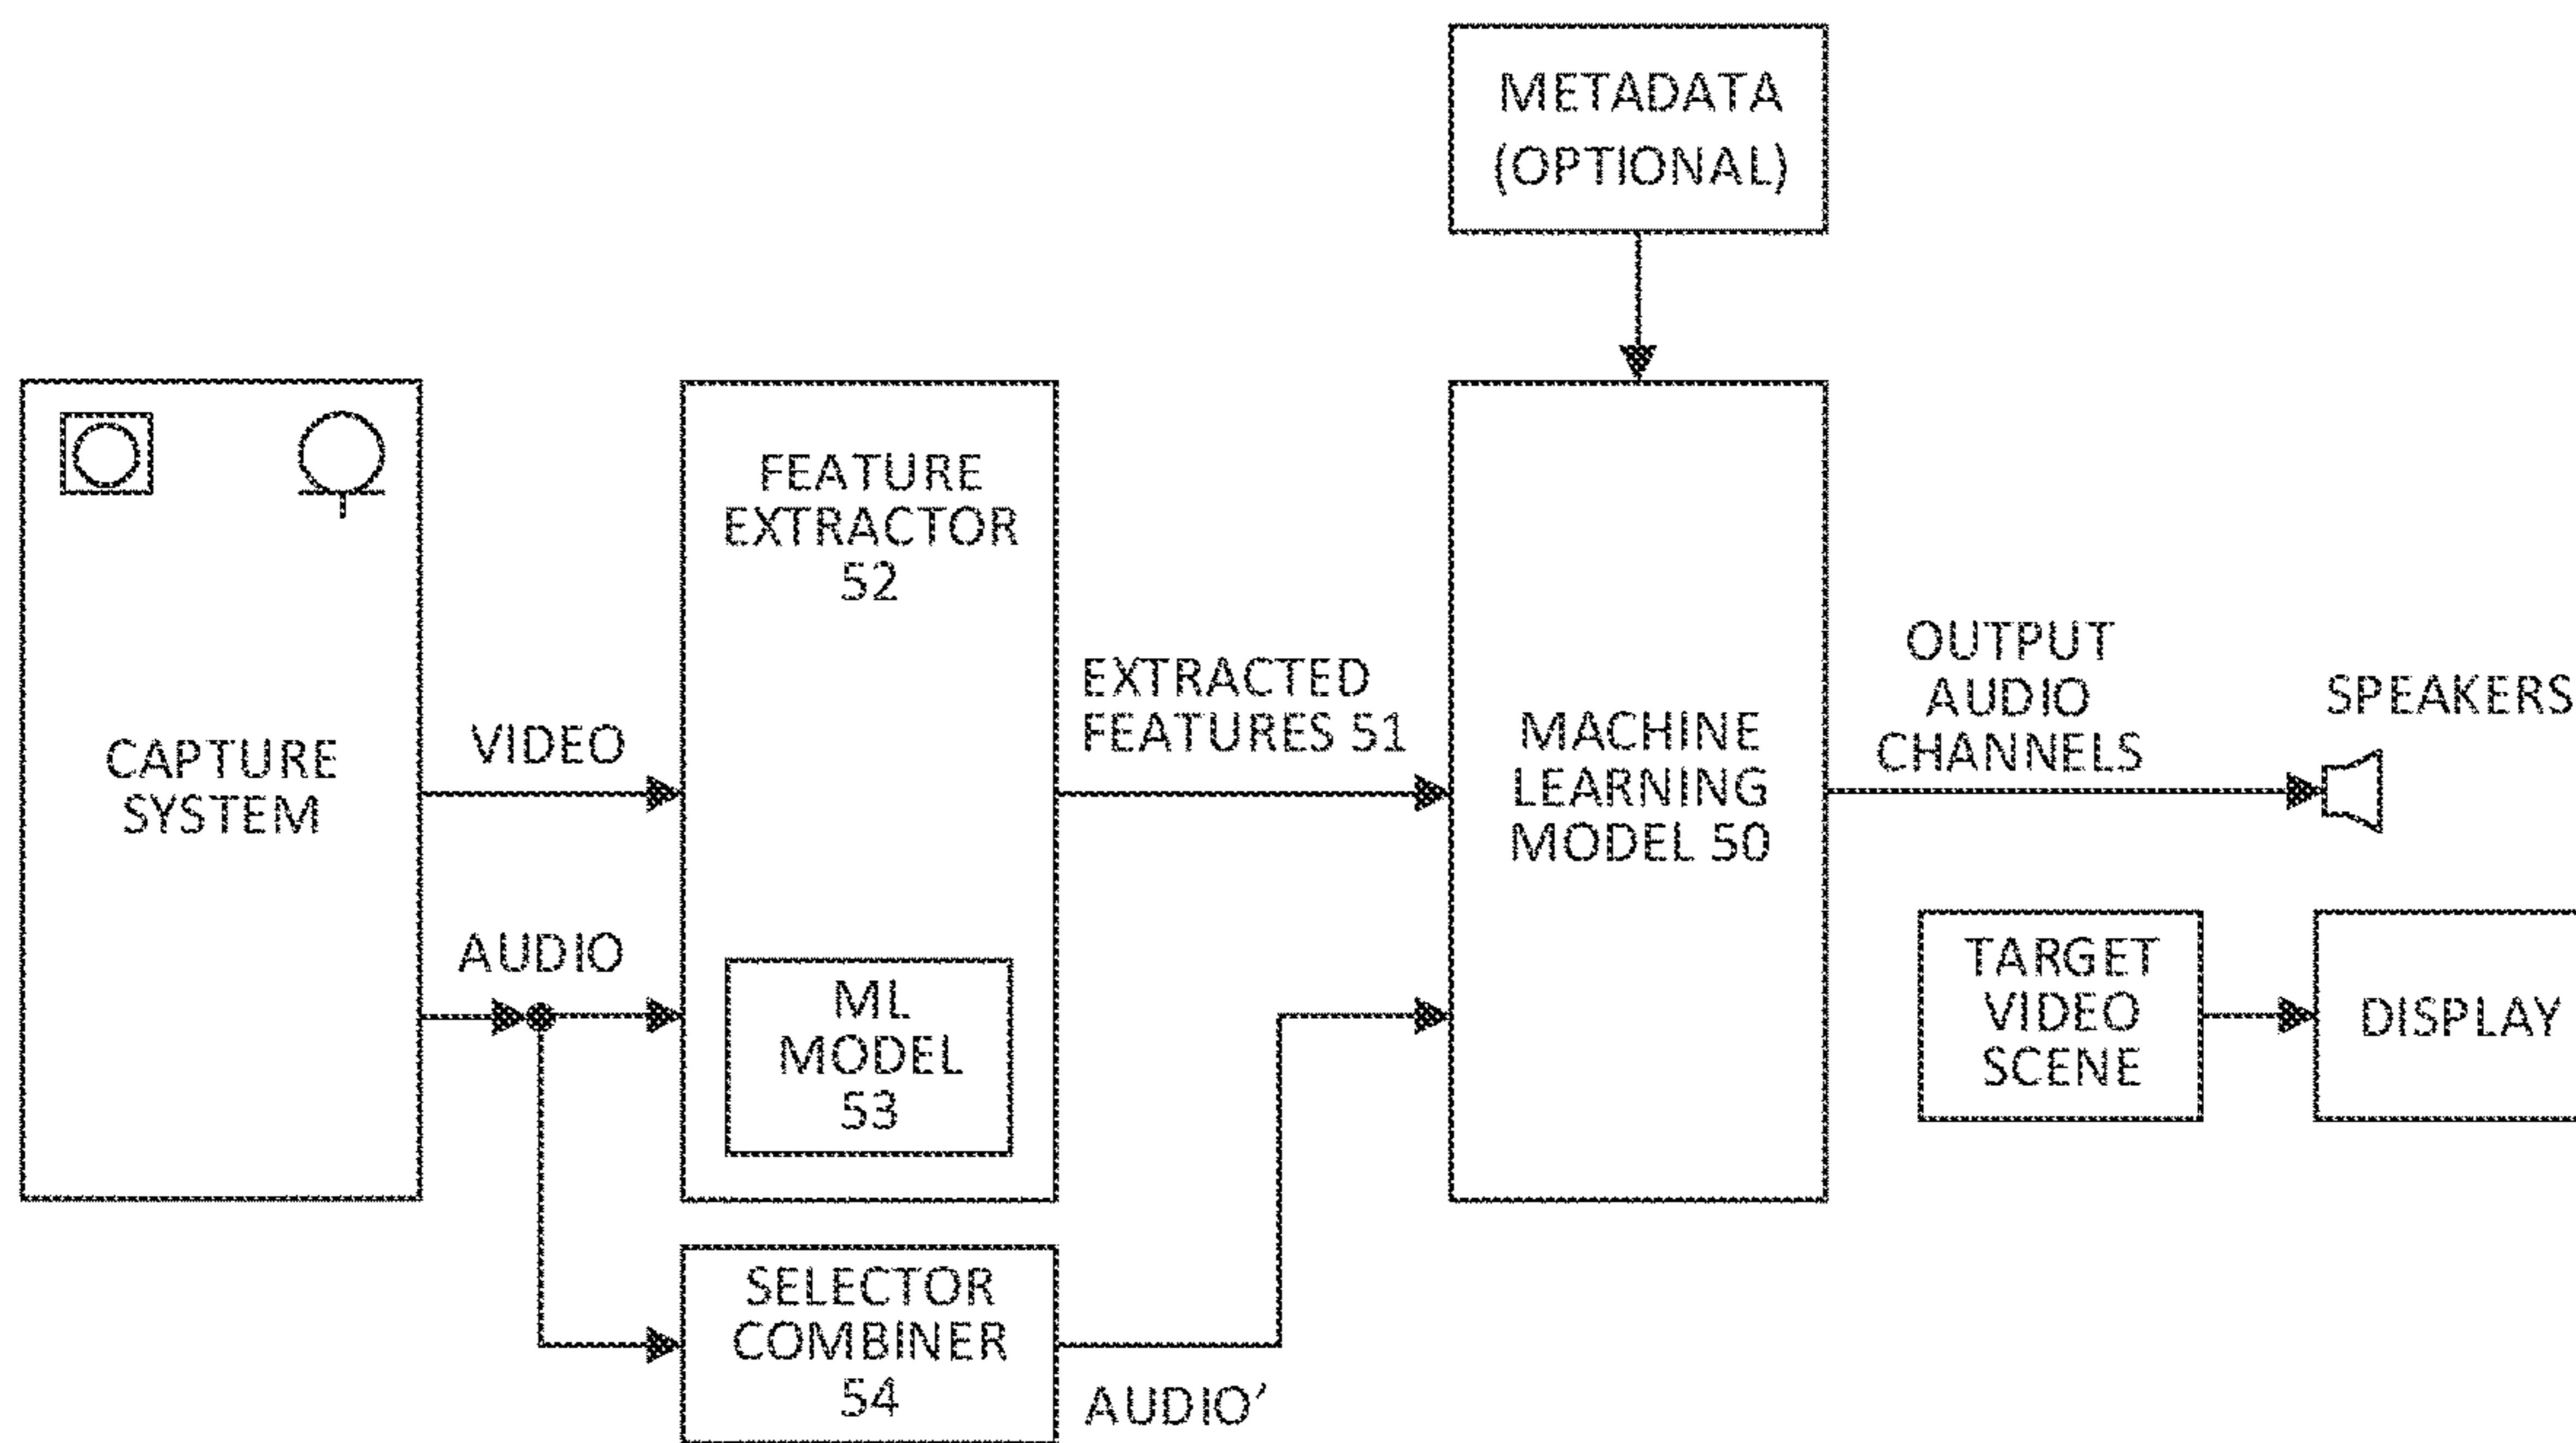 METADATA
(OPTIONAL)
CAPTURE
SYSTEM
VIDEO
AUDIO
FEATURE
EXTRACTOR
52
ML
MODEL
53
SELECTOR
COMBINER
54
AUDIO′
EXTRACTED
FEATURES 51
MACHINE
LEARNING
MODEL 50
OUTPUT
AUDIO
CHANNELS
SPEAKERS
TARGET
VIDEO
SCENE
DISPLAY